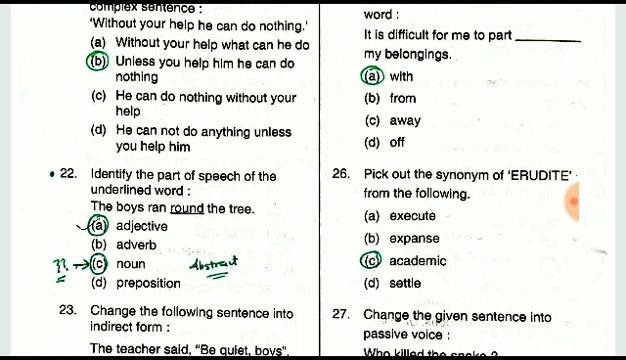 complex sentence :
'Without your help he can do nothing.'
(a) Without your help what can he do
(b) Unless you help him he can do
nothing
(c) He can do nothing without your
help
(d) He can not do anything unless
you help him
22. Identify the part of speech of the
underlined word :
The boys ran round the tree.
(a) adjective
(b) adverb
(c) noun
Abstract
(d) preposition
23. Change the following sentence into
indirect form :
The teacher said, "Be quiet, boys".
word :
It is difficult for me to part ________
my belongings.
(a) with
(b) from
(c) away
(d) off
26. Pick out the synonym of 'ERUDITE'
from the following.
(a) execute
(b) expanse
(c) academic
(d) settle
27. Change the given sentence into
passive voice :
Who killed the snake ?